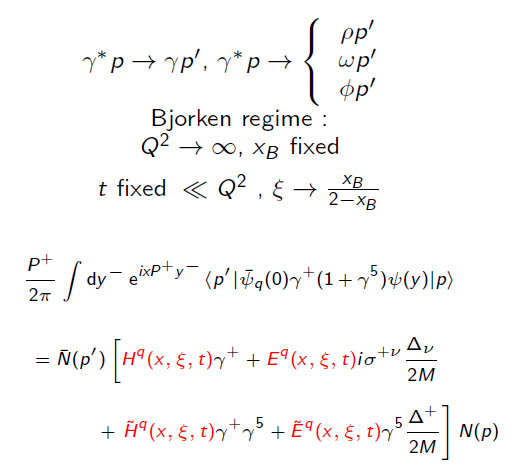 γ*p → γp′, γ*p → { ρp′
ωp′
ϕp′
Bjorken regime :
Q² → ∞, x_B fixed
t fixed ≪ Q² , ξ → x_B/(2−x_B)
P⁺/2π ∫ dy⁻ e^{ixP⁺y⁻} ⟨p′|ψ̄_q(0)γ⁺(1 + γ⁵)ψ(y)|p⟩
= N̄(p′) [ H^q(x, ξ, t)γ⁺ + E^q(x, ξ, t)iσ^{+ν} Δ_ν/2M
+ H̃^q(x, ξ, t)γ⁺γ⁵ + Ẽ^q(x, ξ, t)γ⁵ Δ⁺/2M ] N(p)